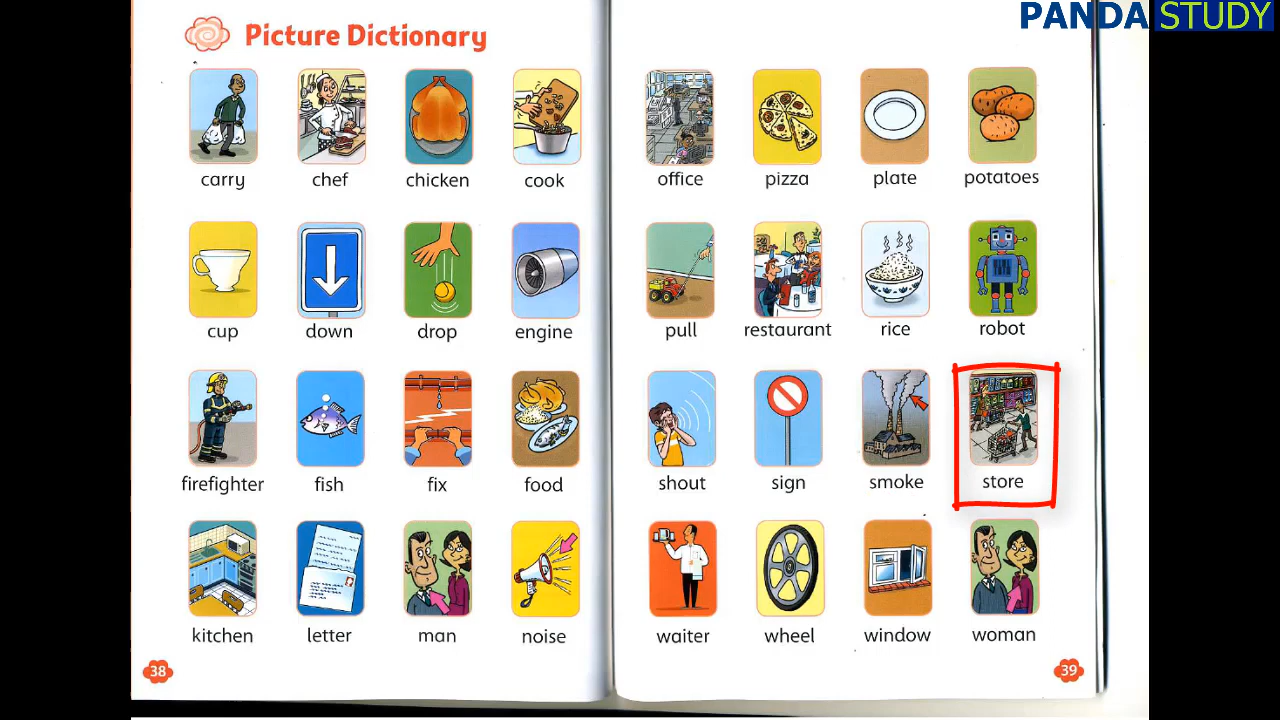 PANDA STUDY
Picture Dictionary
carry chef chicken cook
cup down drop engine
firefighter fish fix food
kitchen letter man noise
38
office pizza plate potatoes
pull restaurant rice robot
shout sign smoke store
waiter wheel window woman
39